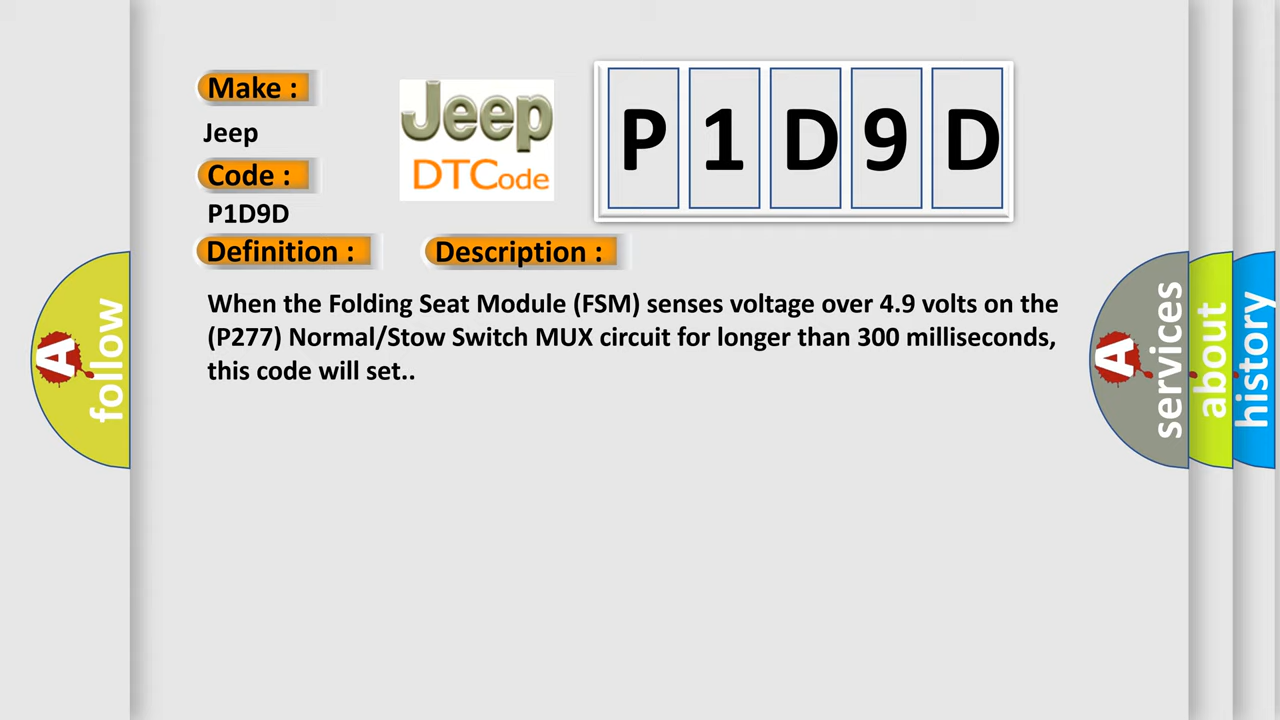 Make :
Jeep
Code :
P1D9D
Definition :
Description :
Jeep
DTCode
P 1 D 9 D
When the Folding Seat Module (FSM) senses voltage over 4.9 volts on the
(P277) Normal/Stow Switch MUX circuit for longer than 300 milliseconds,
this code will set..
A follow
A services
about
history